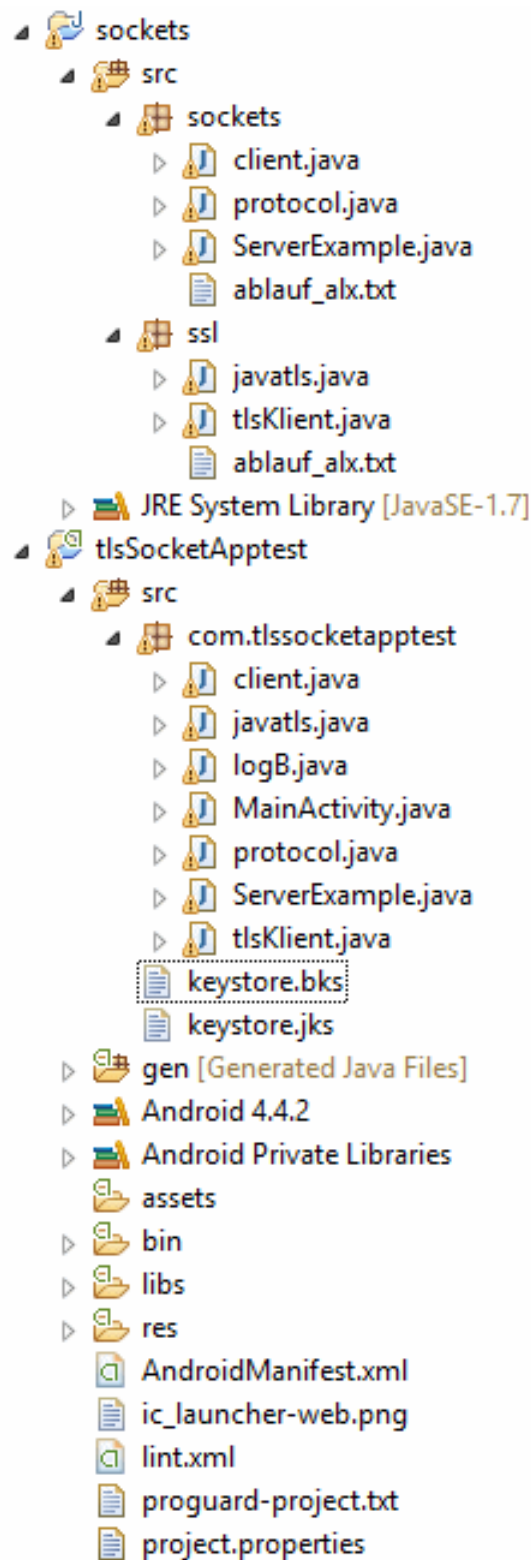 sockets
src
sockets
client.java
protocol.java
ServerExample.java
ablauf_alx.txt
ssl
javatls.java
tlsKlient.java
ablauf_alx.txt
JRE System Library [JavaSE-1.7]
tlsSocketApptest
src
com.tlssocketapptest
client.java
javatls.java
logB.java
MainActivity.java
protocol.java
ServerExample.java
tlsKlient.java
keystore.bks
keystore.jks
gen [Generated Java Files]
Android 4.4.2
Android Private Libraries
assets
bin
libs
res
AndroidManifest.xml
ic_launcher-web.png
lint.xml
proguard-project.txt
project.properties